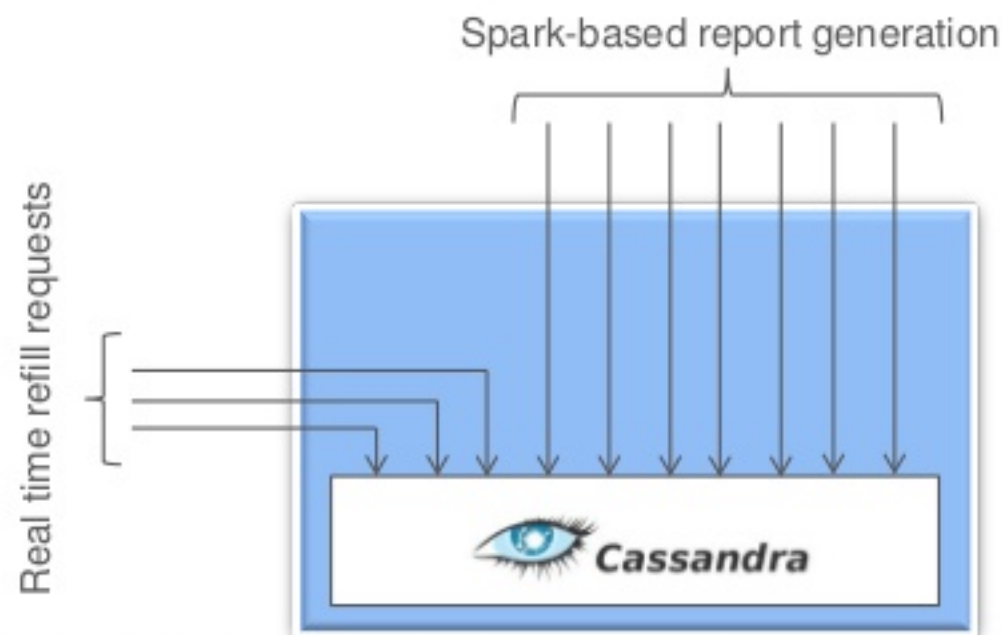 Spark-based report generation
Real time refill requests
Cassandra